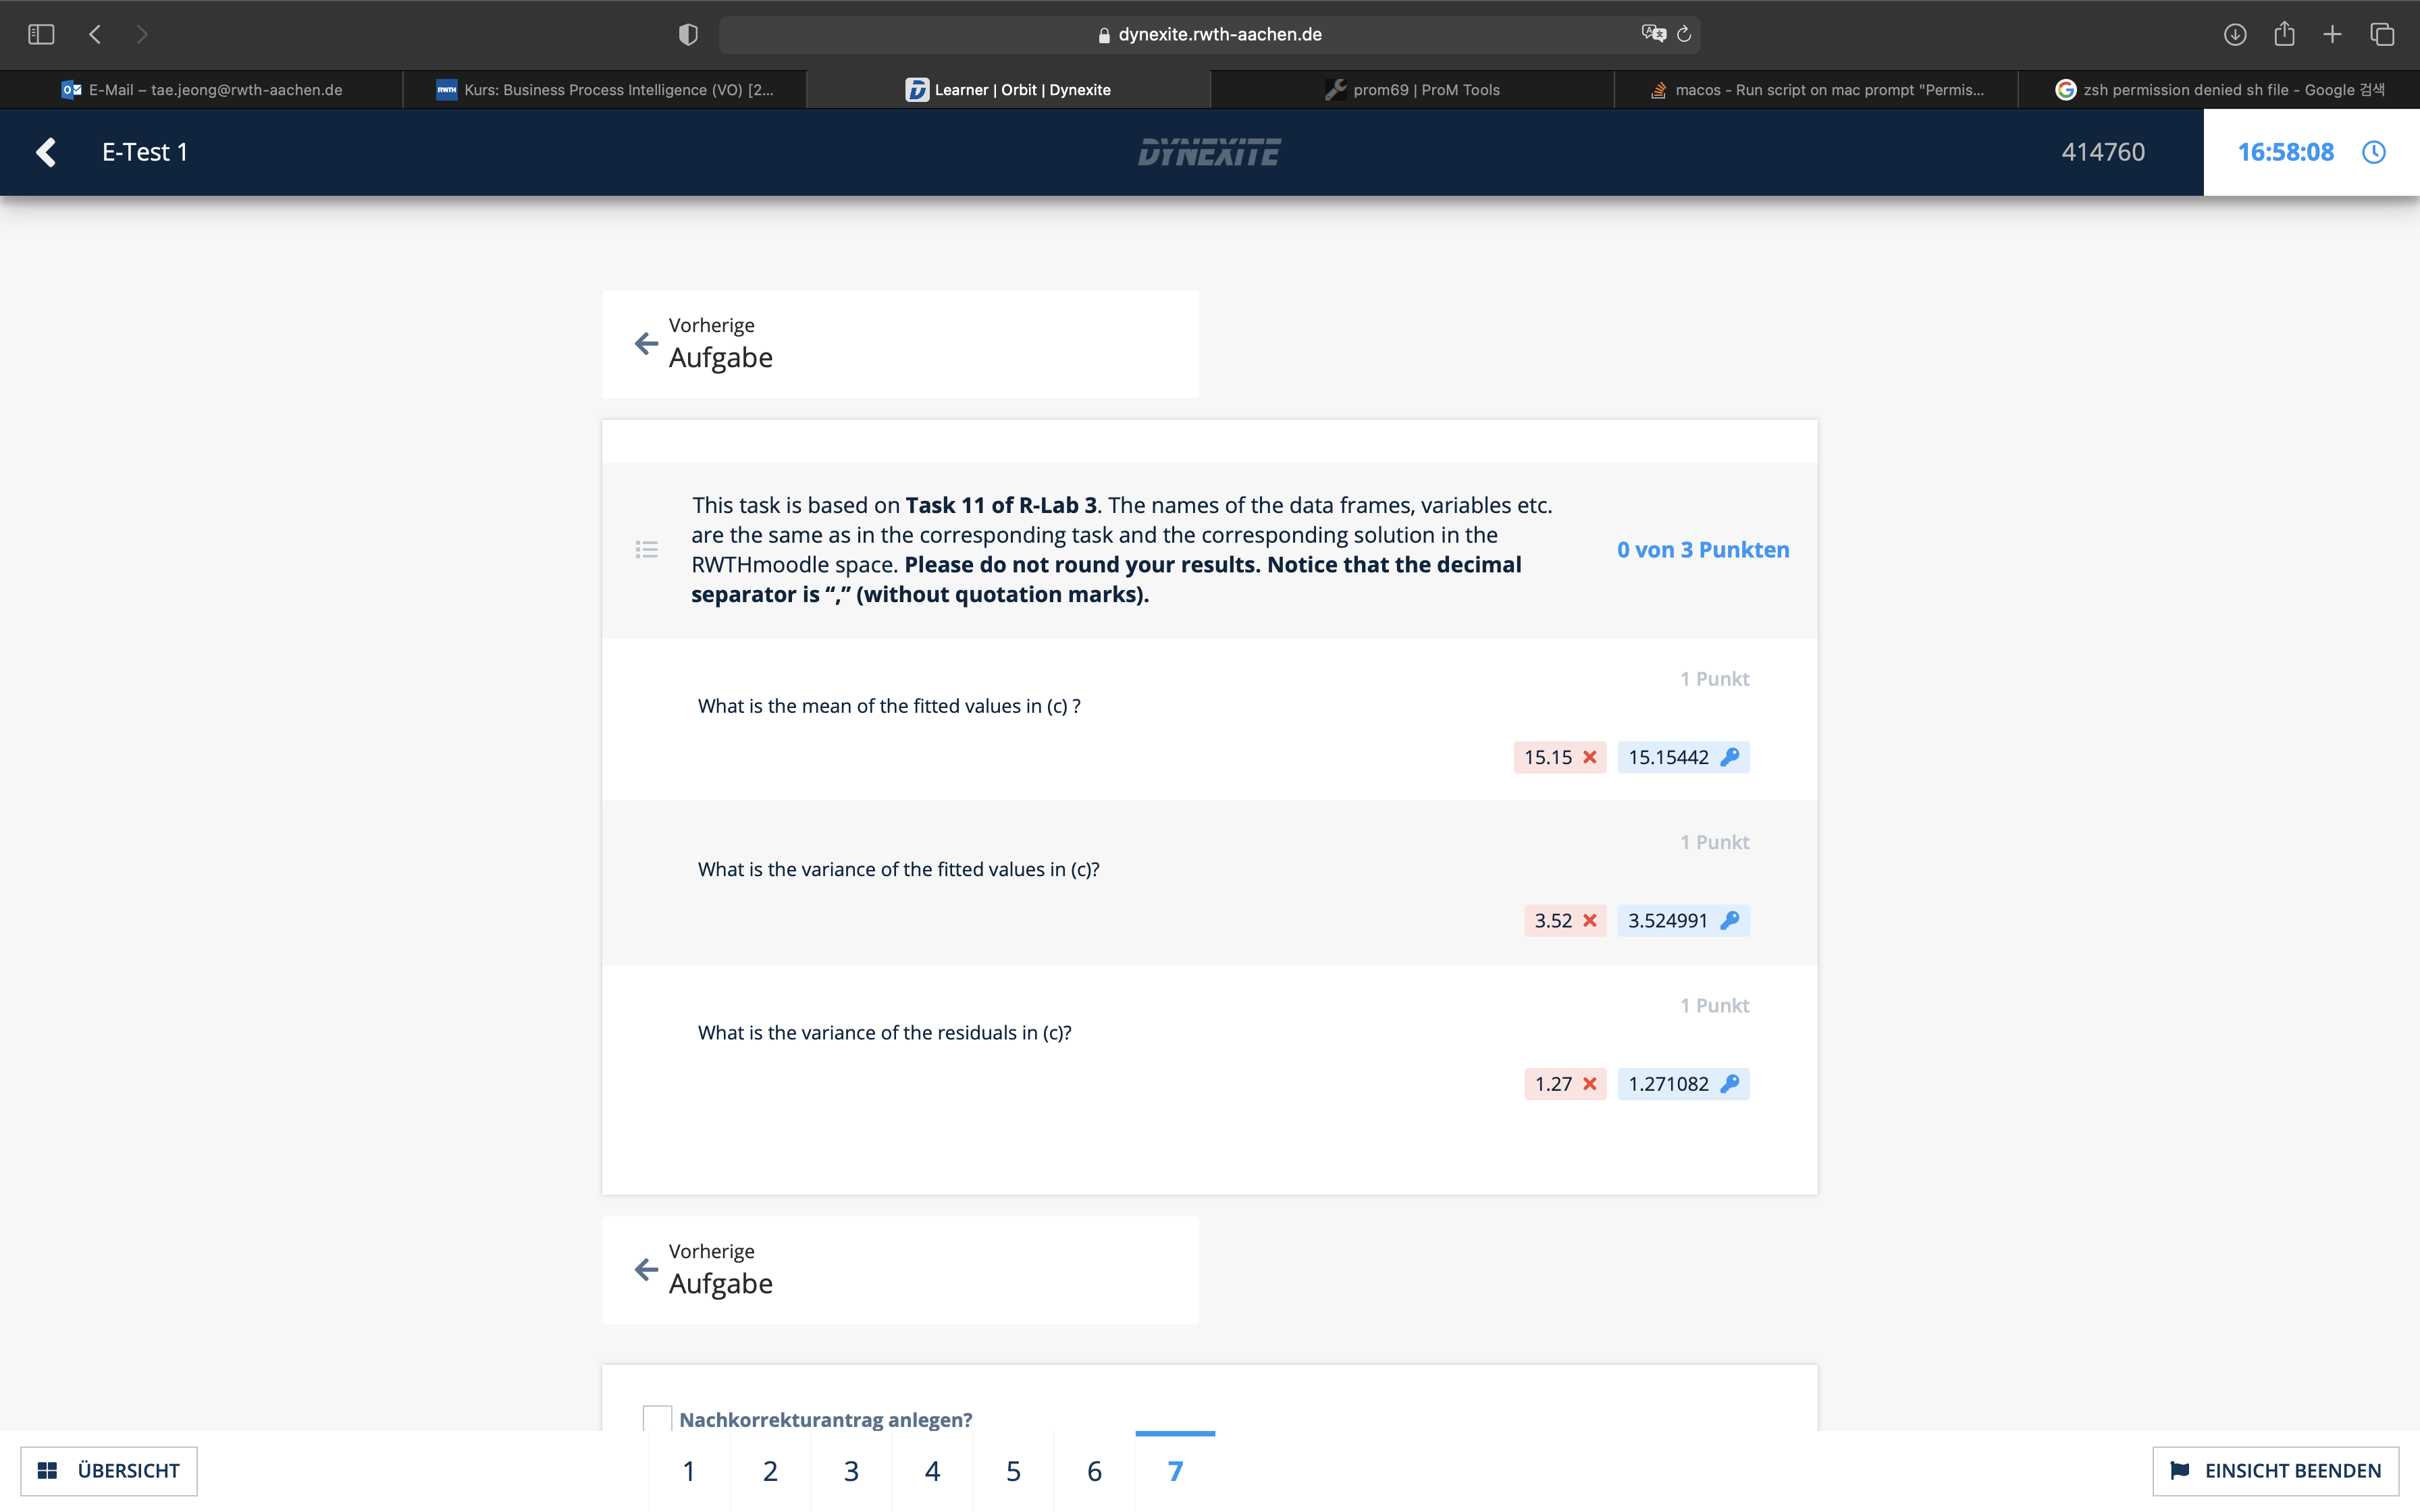 dynexite.rwth-aachen.de
E-Mail – tae.jeong@rwth-aachen.de
RWTH Kurs: Business Process Intelligence (VO) [2...
Learner | Orbit | Dynexite
prom69 | ProM Tools
macos - Run script on mac prompt "Permis...
zsh permission denied sh file - Google 검색
E-Test 1
DYNEXITE
414760
16:58:08
Vorherige
Aufgabe
This task is based on Task 11 of R-Lab 3. The names of the data frames, variables etc.
are the same as in the corresponding task and the corresponding solution in the
RWTHmoodle space. Please do not round your results. Notice that the decimal
separator is “,” (without quotation marks).
0 von 3 Punkten
1 Punkt
What is the mean of the fitted values in (c) ?
15.15
15.15442
1 Punkt
What is the variance of the fitted values in (c)?
3.52
3.524991
1 Punkt
What is the variance of the residuals in (c)?
1.27
1.271082
Vorherige
Aufgabe
Nachkorrekturantrag anlegen?
ÜBERSICHT
1 2 3 4 5 6 7
EINSICHT BEENDEN